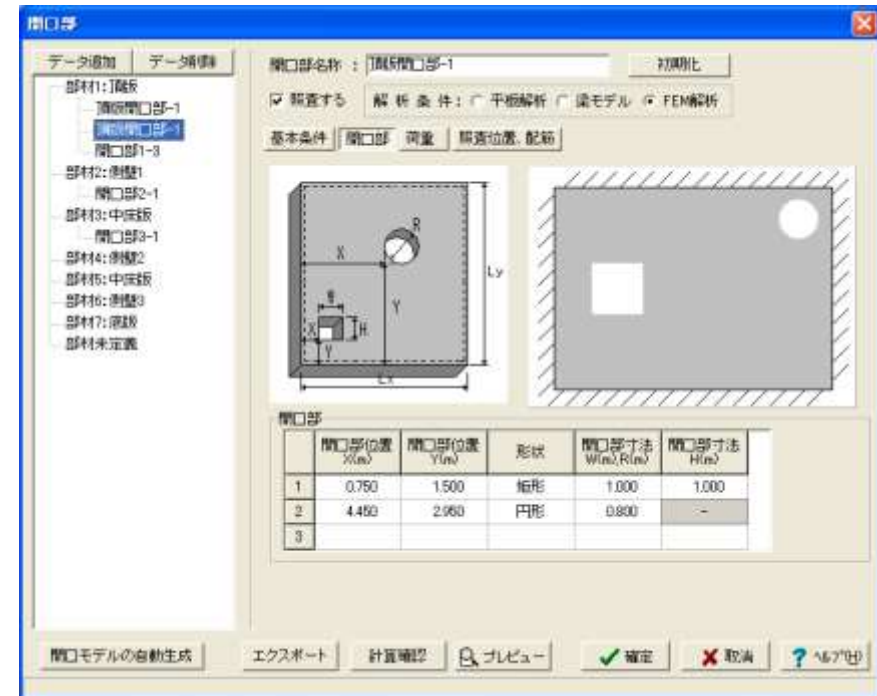 開口部
データ追加 データ削除
部材1:頂版
頂版開口部-1
頂版開口部-1
開口部1-3
部材2:側壁1
開口部2-1
部材3:中床版
開口部3-1
部材4:側壁2
部材5:中床版
部材6:側壁3
部材7:底版
部材未定義
開口部名称 : 頂版開口部-1 初期化
照査する 解析条件: 平板解析 梁モデル FEM解析
基本条件 開口部 荷重 照査位置、配筋
R
X
Ly
W
Y
X H
Y
Lx
開口部
開口部位置 X(m) 開口部位置 Y(m) 形状 開口部寸法 W(m),R(m) 開口部寸法 H(m)
1 0.750 1.500 矩形 1.000 1.000
2 4.450 2.950 円形 0.800 -
3
開口モデルの自動生成 エクスポート 計算確認 プレビュー 確定 取消 ヘルプ(H)